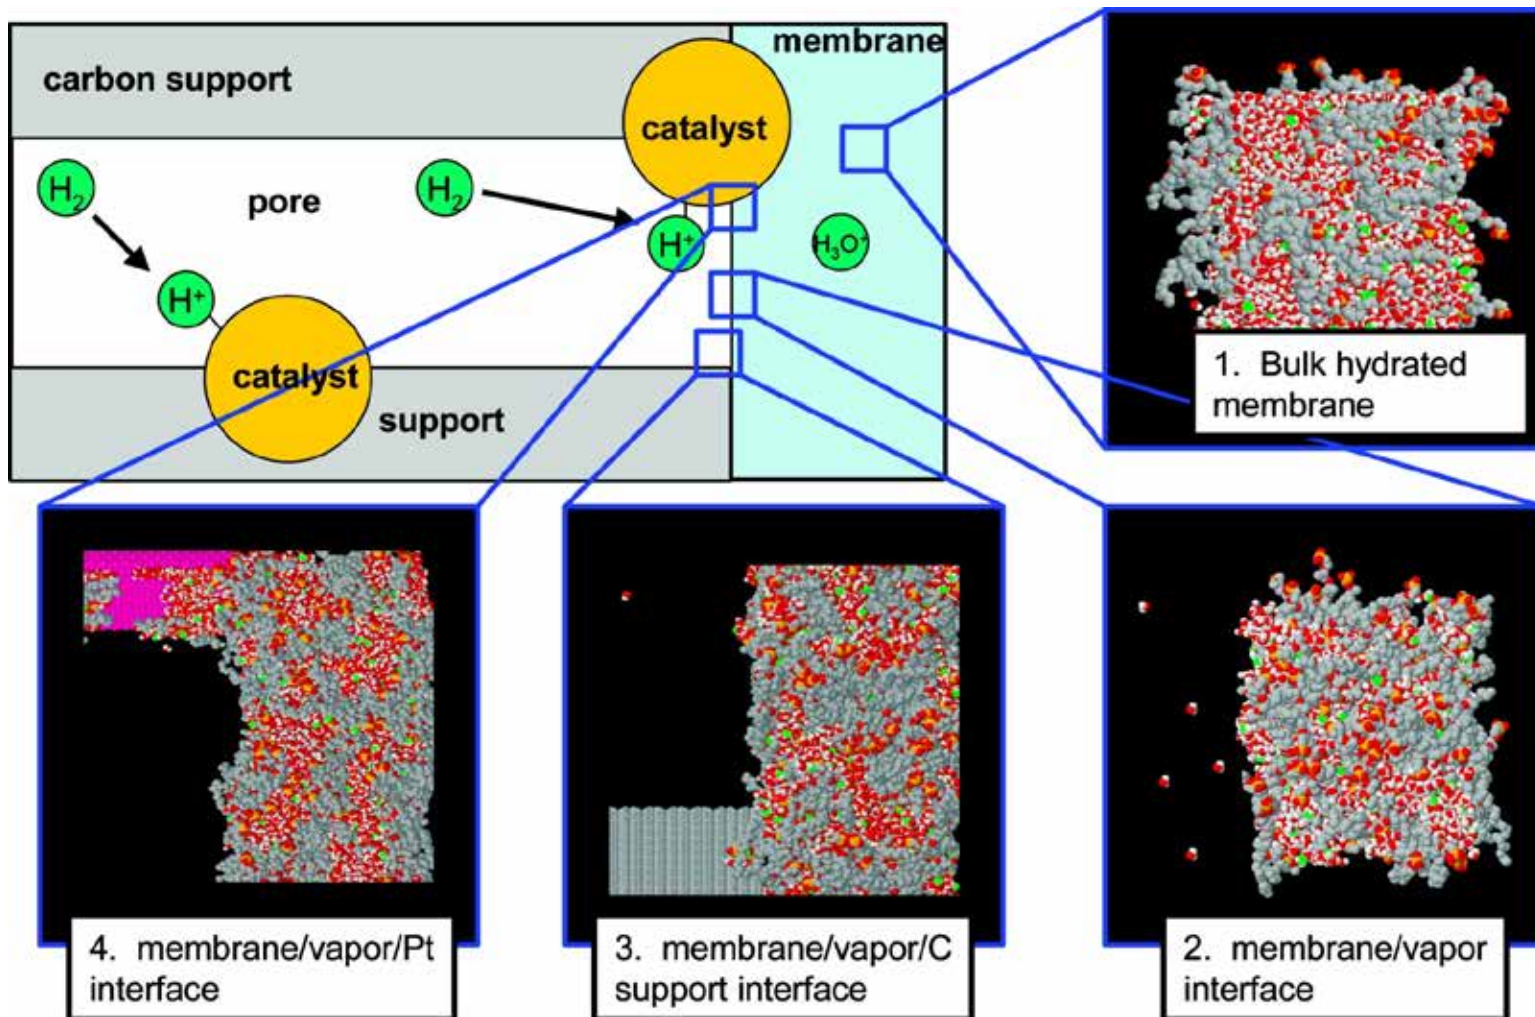 membrane
carbon support
catalyst
H₂
H₂
pore
H⁺
H₃O⁺
H⁺
catalyst
support
1. Bulk hydrated
membrane
4. membrane/vapor/Pt
interface
3. membrane/vapor/C
support interface
2. membrane/vapor
interface